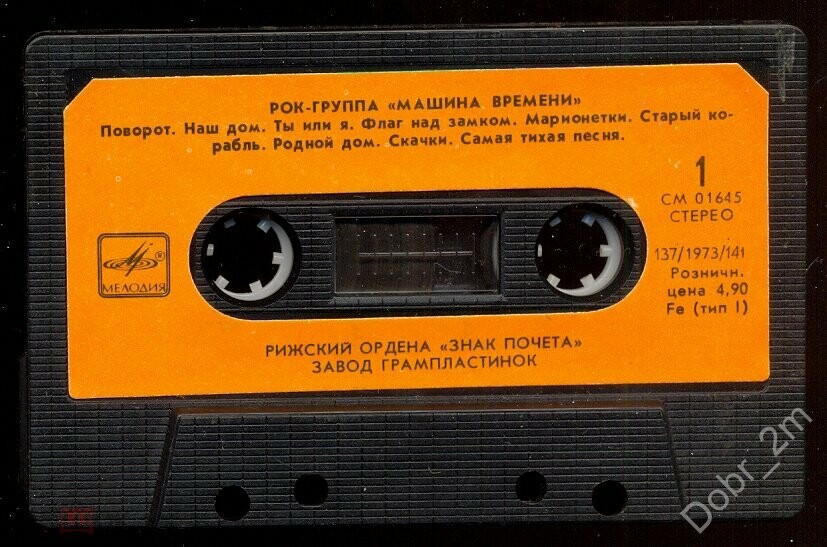 РОК-ГРУППА «МАШИНА ВРЕМЕНИ»
Поворот. Наш дом. Ты или я. Флаг над замком. Марионетки. Старый ко-
рабль. Родной дом. Скачки. Самая тихая песня.
1
СМ 01645
СТЕРЕО
МЕЛОДИЯ
137/1973/141
Рознич.
цена 4,90
Fe (тип I)
РИЖСКИЙ ОРДЕНА «ЗНАК ПОЧЕТА»
ЗАВОД ГРАМПЛАСТИНОК
Dobr_2m